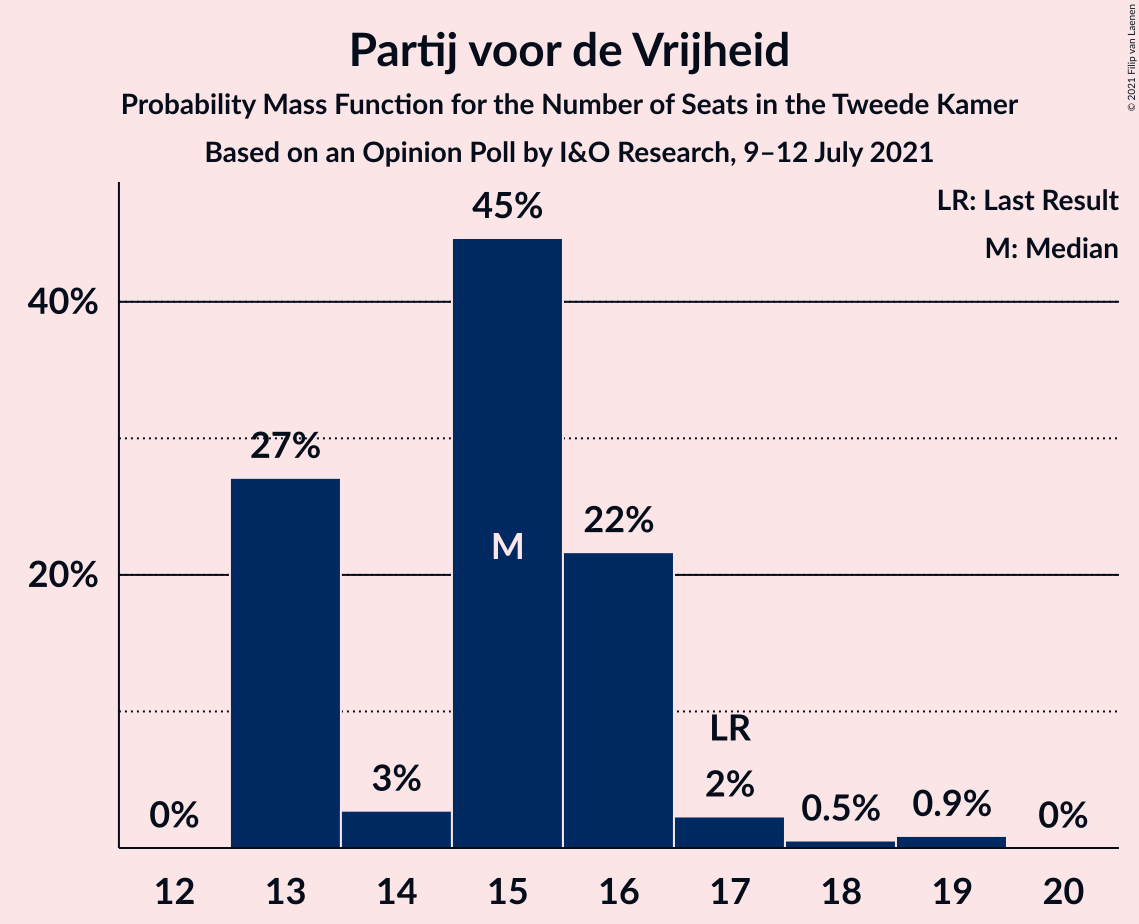 Partij voor de Vrijheid
Probability Mass Function for the Number of Seats in the Tweede Kamer
Based on an Opinion Poll by I&O Research, 9–12 July 2021
© 2021 Filip van Laenen
LR: Last Result
M: Median
40%
20%
0%
27%
3%
45%
M
22%
LR
2%
0.5%
0.9%
0%
12 13 14 15 16 17 18 19 20